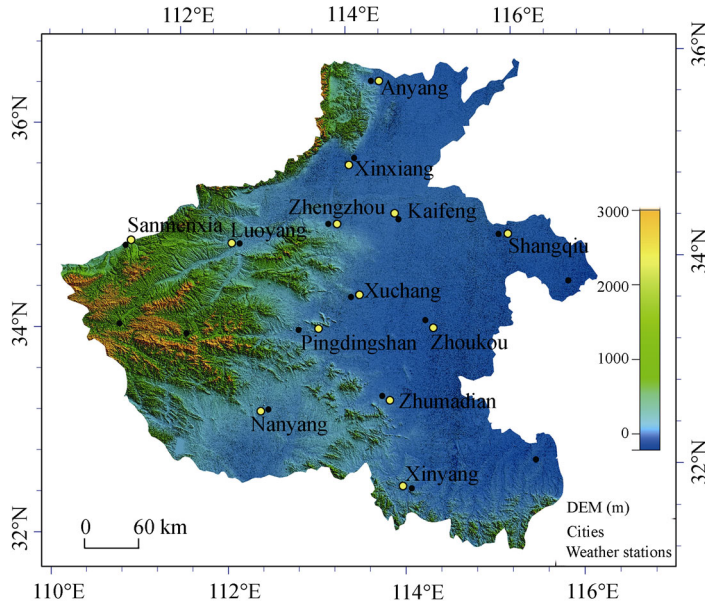 112°E 114°E 116°E
36°N
36°N
Anyang
Xinxiang
Zhengzhou Kaifeng
Sanmenxia Luoyang
Shangqiu
3000
34°N
2000
Xuchang
34°N
Pingdingshan Zhoukou
1000
Zhumadian
Nanyang
0
32°N
Xinyang
DEM (m)
0 60 km
32°N
Cities
Weather stations
110°E 112°E 114°E 116°E